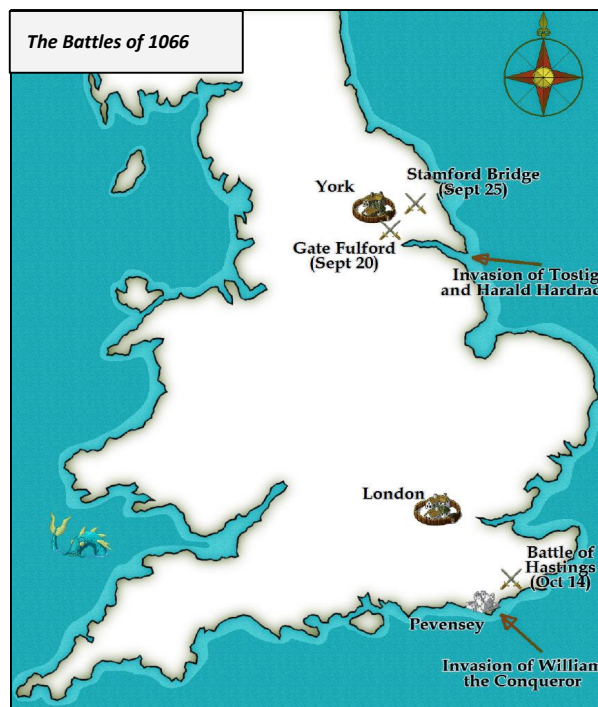 The Battles of 1066
Stamford Bridge
(Sept 25)
York
Gate Fulford
(Sept 20)
Invasion of Tostig
and Harald Hardrad
London
Battle of
Hastings
(Oct 14)
Pevensey
Invasion of William
the Conqueror